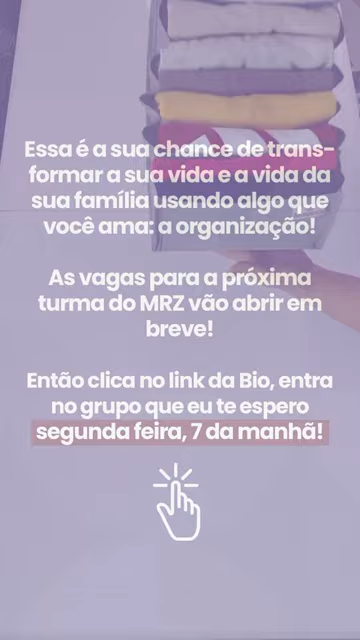 Essa é a sua chance de trans-
formar a sua vida e a vida da
sua família usando algo que
você ama: a organização!
As vagas para a próxima
turma do MRZ vão abrir em
breve!
Então clica no link da Bio, entra
no grupo que eu te espero
segunda feira, 7 da manhã!